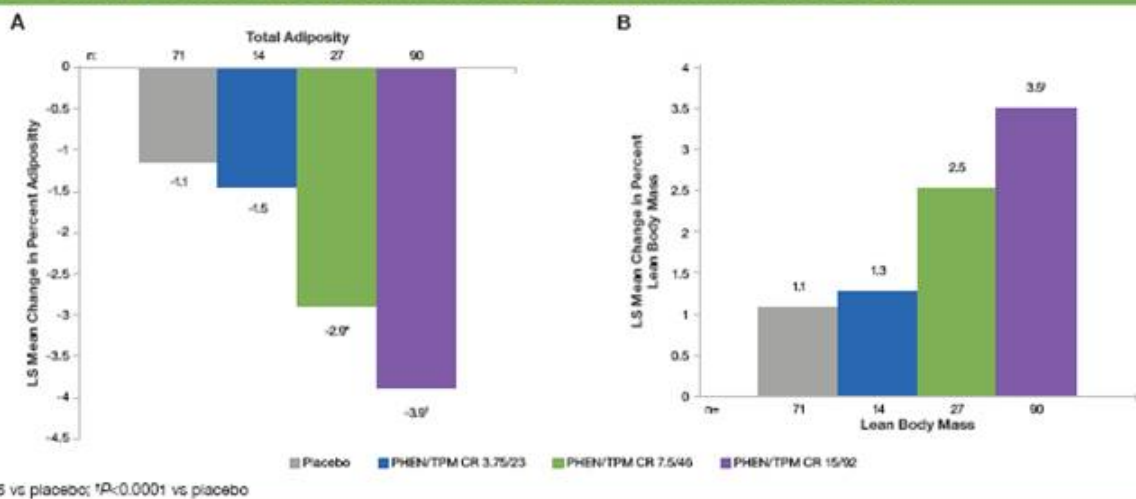 A
Total Adiposity
n: 71 14 27 90
0
-0.5
-1
-1.5
-2
-2.5
-3
-3.5
-4
-4.5
LS Mean Change in Percent Adipositty
-1.1
-1.5
-2.9*
-3.9†
B
4
3.5
3
2.5
2
1.5
1
0.5
0
LS Mean Change in Percent
Lean Body Mass
1.1
1.3
2.5
3.5†
n= 71 14 27 90
Lean Body Mass
Placebo PHEN/TPM CR 3.75/23 PHEN/TPM CR 7.5/46 PHEN/TPM CR 15/92
5 vs placebo; †P<0.0001 vs placebo